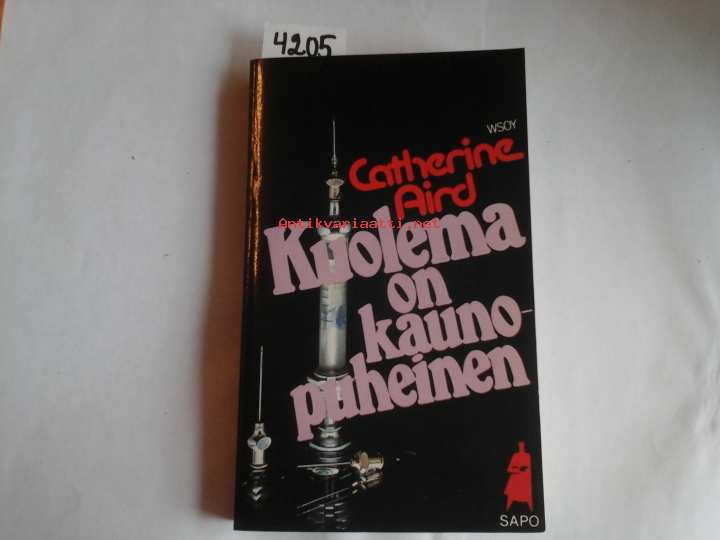 4205
WSOY
Catherine
Aird
Antikvariaatti.net
Kuolema
on
kauno-
puheinen
SAPO